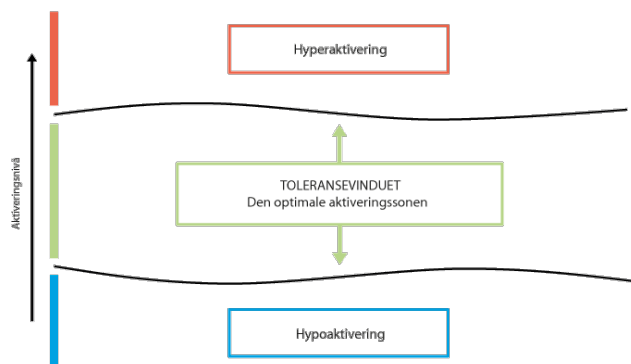 Hyperaktivering
Aktiveringsnivå
TOLERANSEVINDUET
Den optimale aktiveringssonen
Hypoaktivering